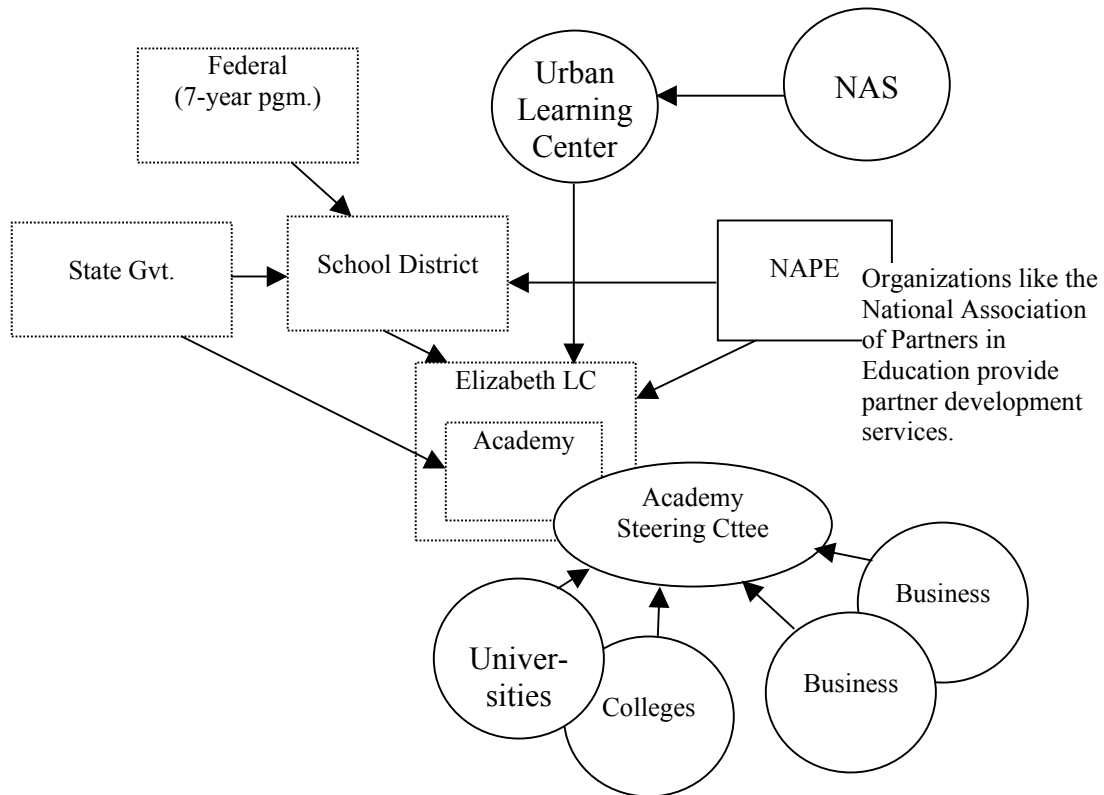 Federal
(7-year pgm.)
Urban
Learning
Center
NAS
State Gvt.
School District
NAPE
Organizations like the
National Association
of Partners in
Education provide
partner development
services.
Elizabeth LC
Academy
Academy
Steering Cttee
Business
Business
Univer-
sities
Colleges